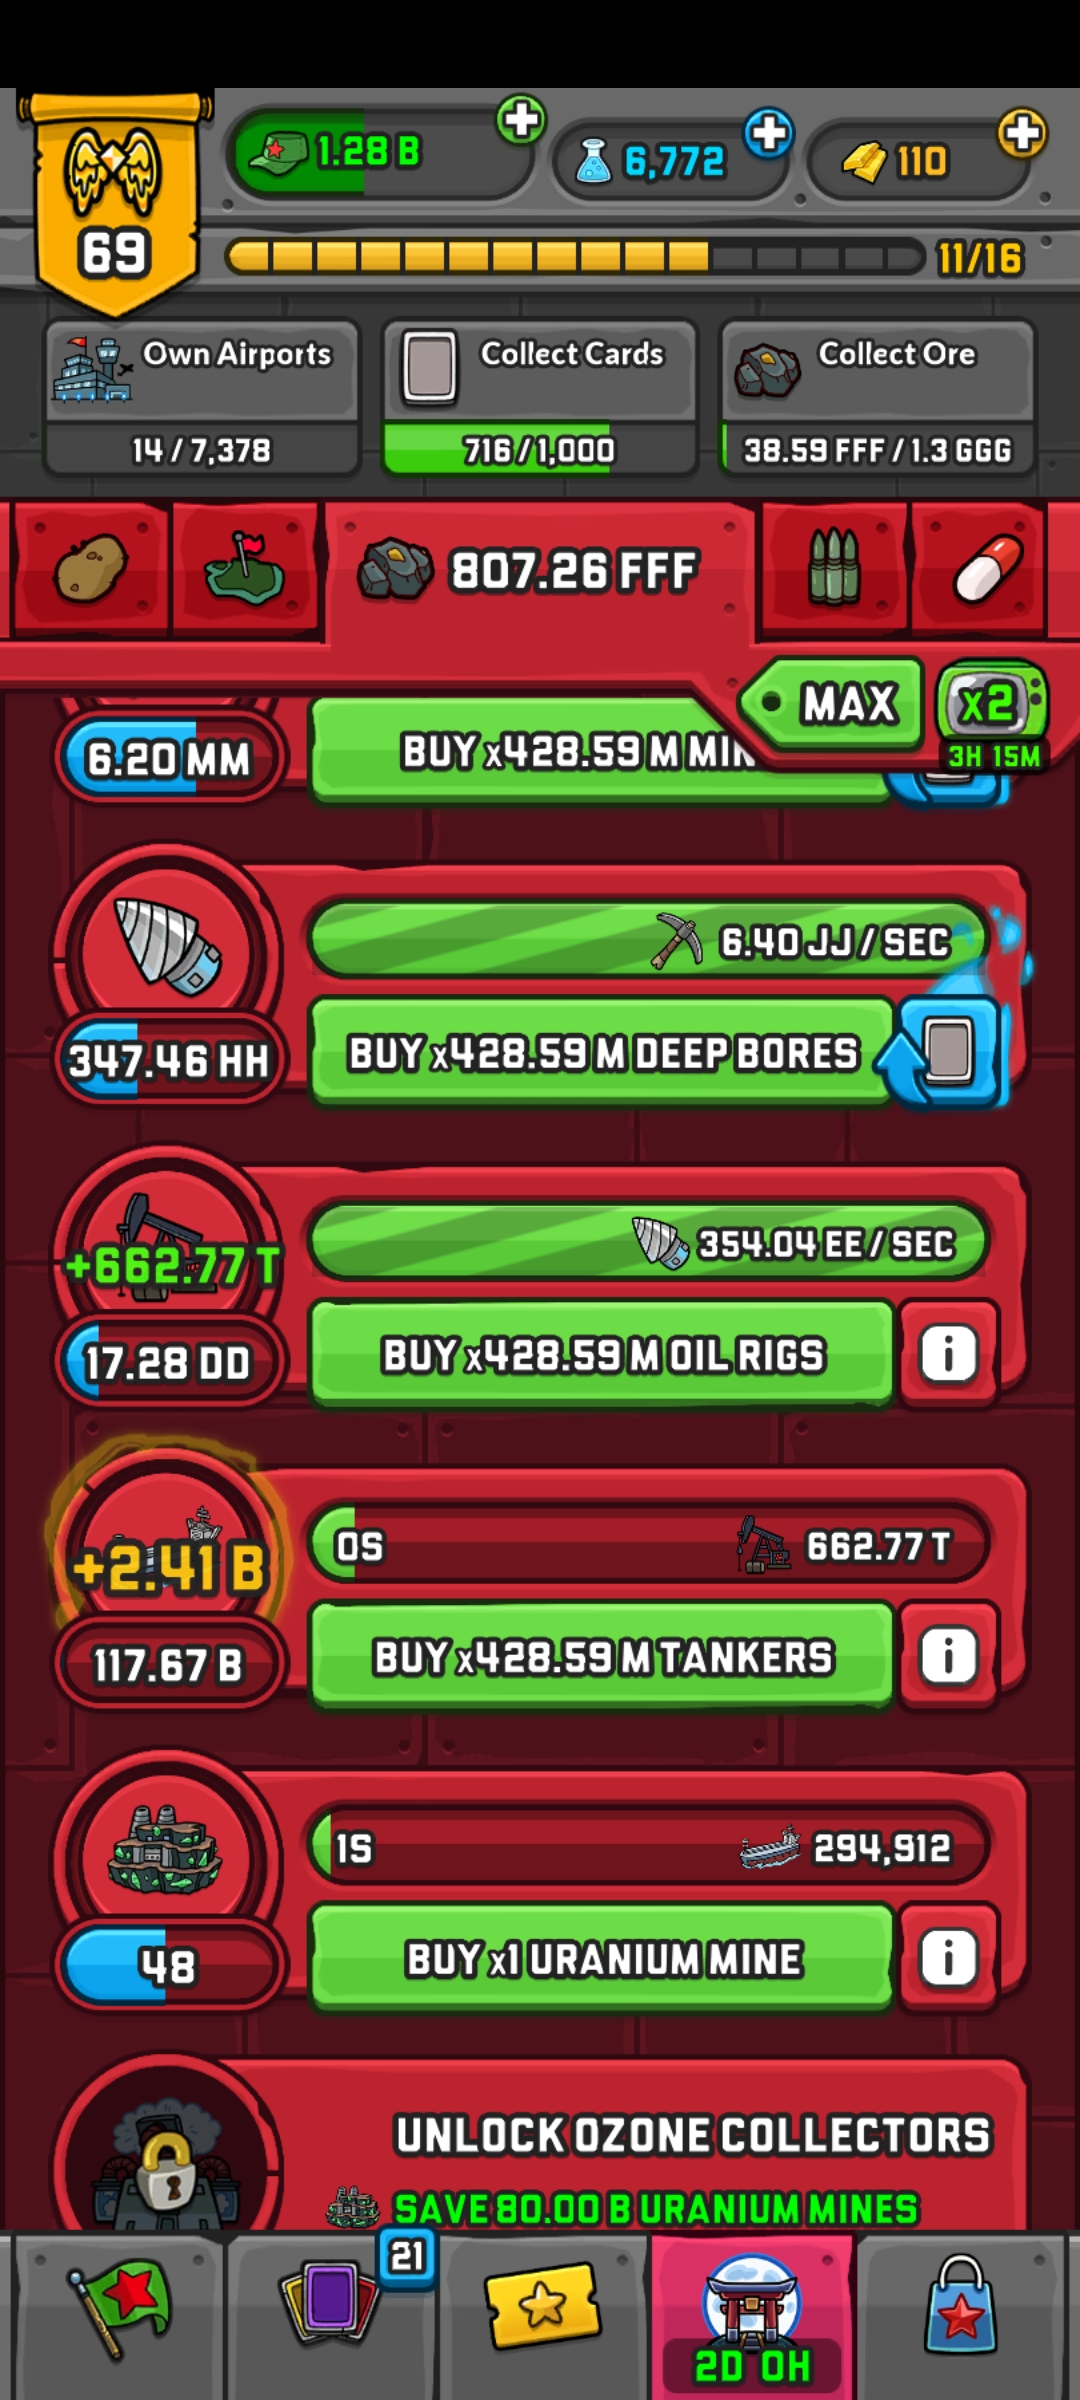 69
1.28 B
6,772
110
11/16
Own Airports
14 / 7,378
Collect Cards
716 / 1,000
Collect Ore
38.59 FFF / 1.3 GGG
807.26 FFF
MAX
x2
3H 15M
6.20 MM
BUY x428.59 M MIN
6.40 JJ / SEC
347.46 HH
BUY x428.59 M DEEP BORES
+662.77 T
354.04 EE / SEC
17.28 DD
BUY x428.59 M OIL RIGS
i
+2.41 B
0S
662.77 T
117.67 B
BUY x428.59 M TANKERS
i
1S
294,912
48
BUY x1 URANIUM MINE
i
UNLOCK OZONE COLLECTORS
SAVE 80.00 B URANIUM MINES
21
2D 0H